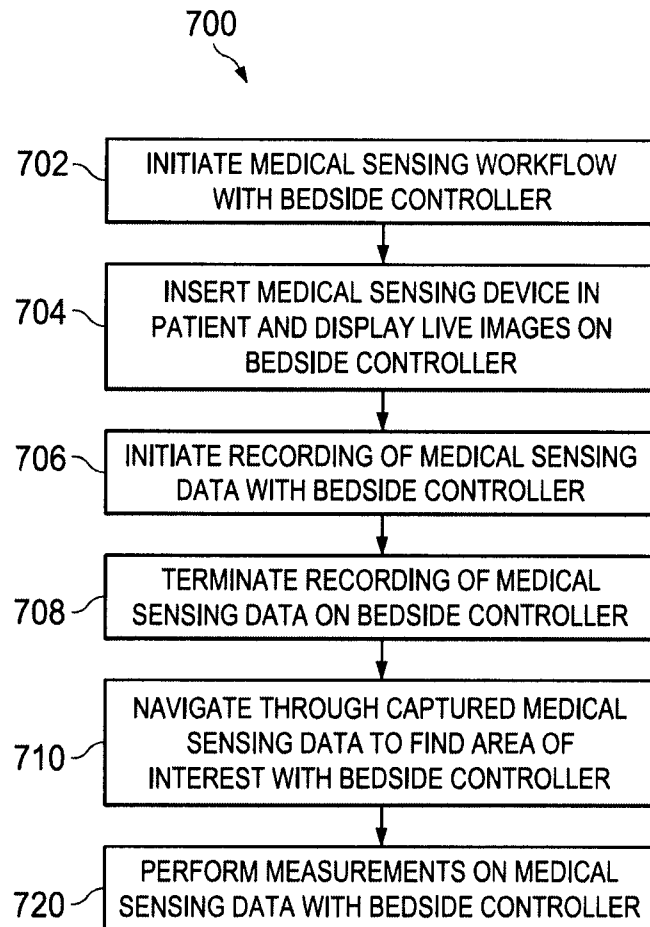 700
702
INITIATE MEDICAL SENSING WORKFLOW
WITH BEDSIDE CONTROLLER
704
INSERT MEDICAL SENSING DEVICE IN
PATIENT AND DISPLAY LIVE IMAGES ON
BEDSIDE CONTROLLER
706
INITIATE RECORDING OF MEDICAL SENSING
DATA WITH BEDSIDE CONTROLLER
708
TERMINATE RECORDING OF MEDICAL
SENSING DATA ON BEDSIDE CONTROLLER
710
NAVIGATE THROUGH CAPTURED MEDICAL
SENSING DATA TO FIND AREA OF
INTEREST WITH BEDSIDE CONTROLLER
720
PERFORM MEASUREMENTS ON MEDICAL
SENSING DATA WITH BEDSIDE CONTROLLER